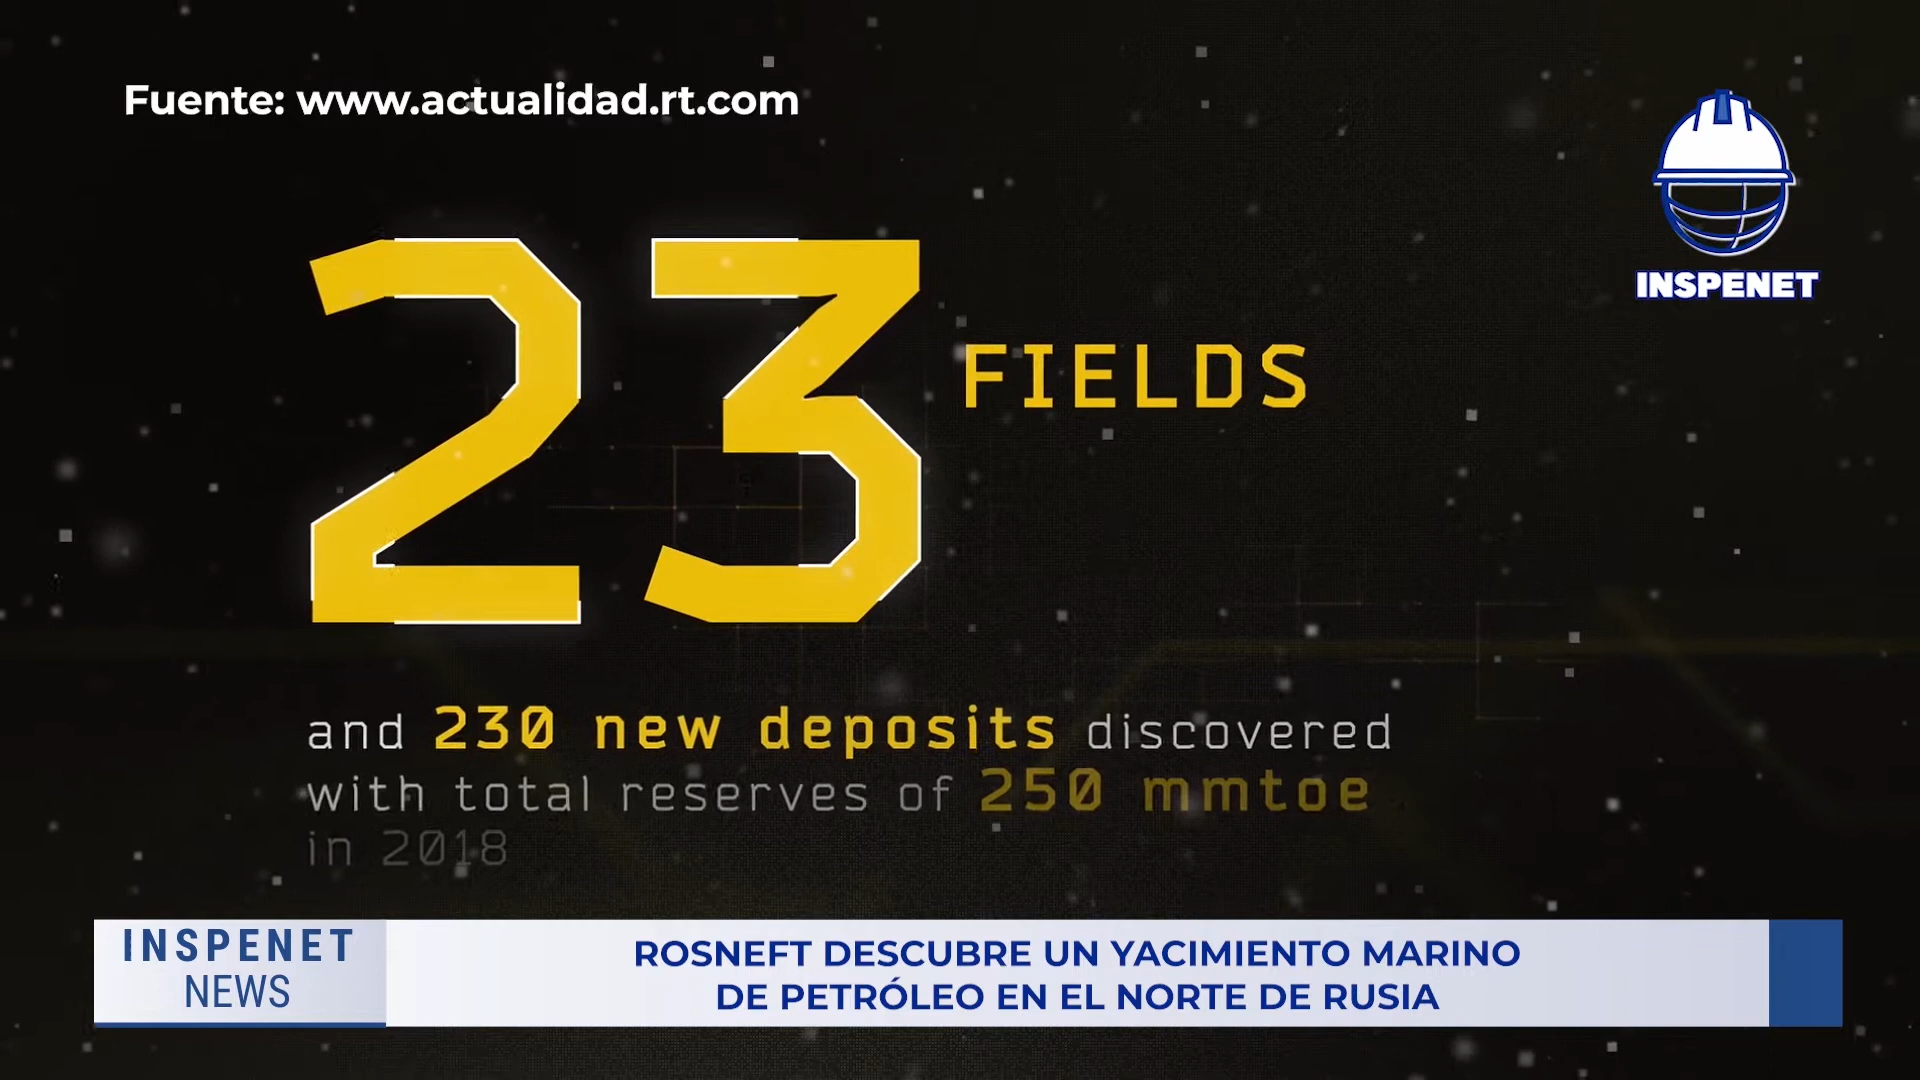 Fuente: www.actualidad.rt.com
INSPENET
23 FIELDS
and 230 new deposits discovered
with total reserves of 250 mmtoe
in 2018
INSPENET
NEWS
ROSNEFT DESCUBRE UN YACIMIENTO MARINO
DE PETRÓLEO EN EL NORTE DE RUSIA